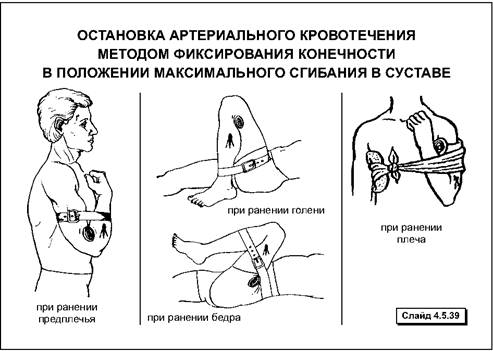 ОСТАНОВКА АРТЕРИАЛЬНОГО КРОВОТЕЧЕНИЯ
МЕТОДОМ ФИКСИРОВАНИЯ КОНЕЧНОСТИ
В ПОЛОЖЕНИИ МАКСИМАЛЬНОГО СГИБАНИЯ В СУСТАВЕ
при ранении
предплечья
при ранении голени
при ранении бедра
при ранении
плеча
Слайд 4.5.39